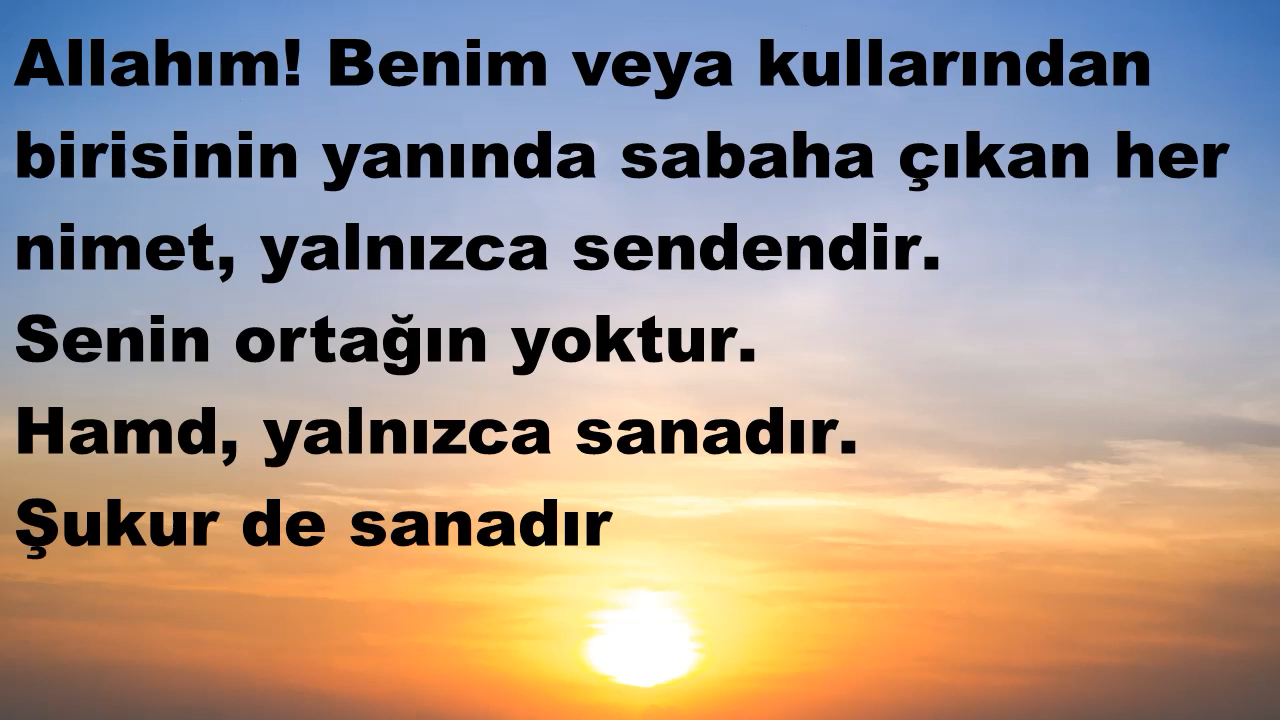 Allahım! Benim veya kullarından
birisinin yanında sabaha çıkan her
nimet, yalnızca sendendir.
Senin ortağın yoktur.
Hamd, yalnızca sanadır.
Şukur de sanadır